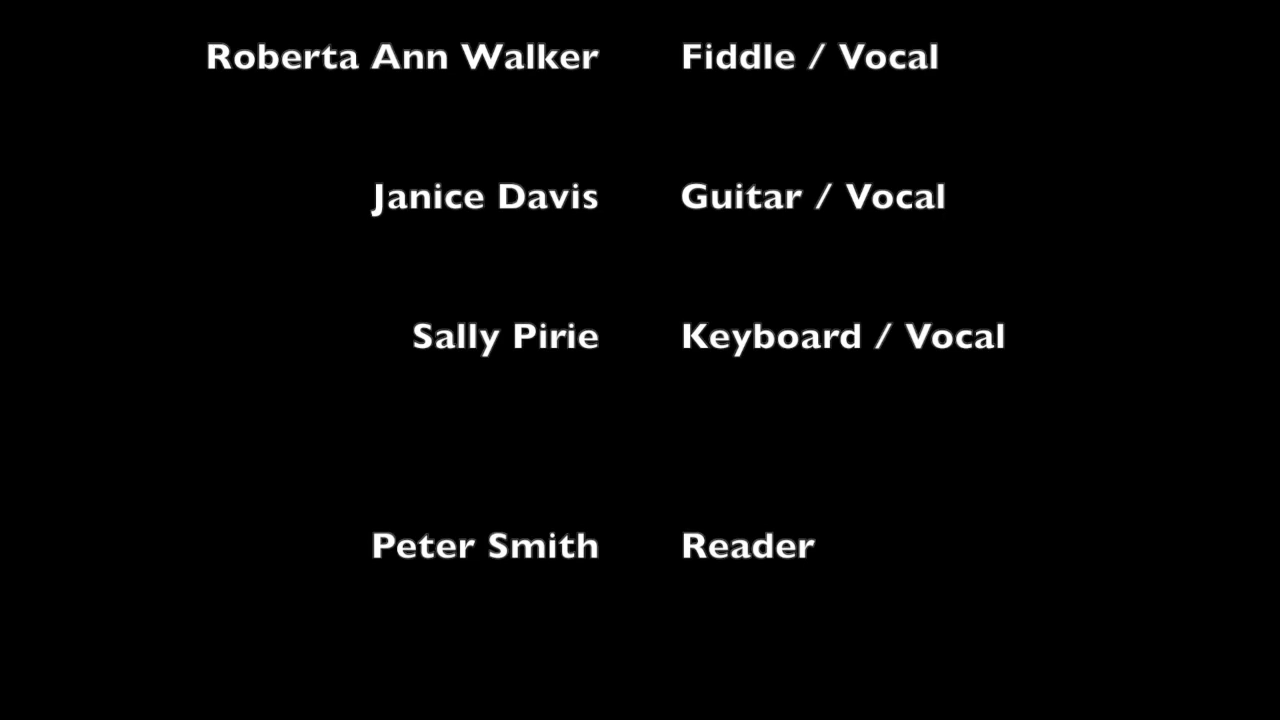 Roberta Ann Walker Fiddle / Vocal
Janice Davis Guitar / Vocal
Sally Pirie Keyboard / Vocal
Peter Smith Reader